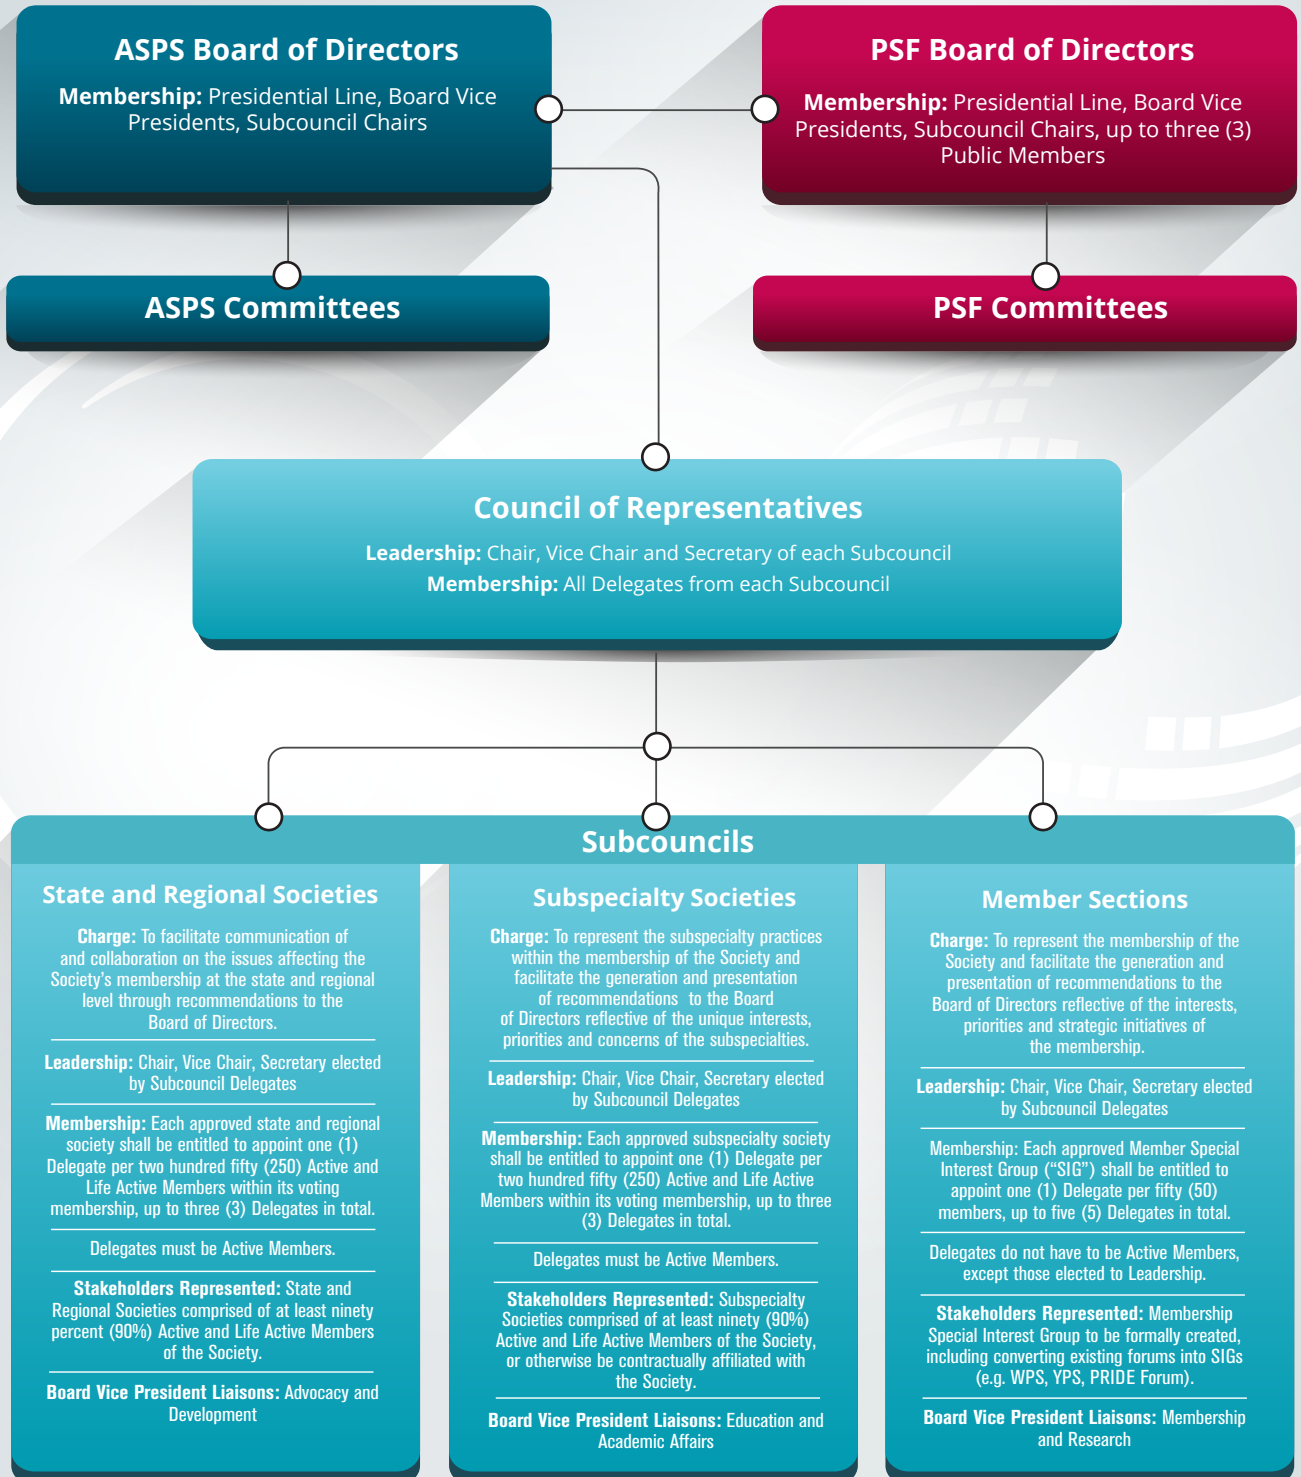 ASPS Board of Directors
Membership: Presidential Line, Board Vice
Presidents, Subcouncil Chairs
PSF Board of Directors
Membership: Presidential Line, Board Vice
Presidents, Subcouncil Chairs, up to three (3)
Public Members
ASPS Committees
PSF Committees
Council of Representatives
Leadership: Chair, Vice Chair and Secretary of each Subcouncil
Membership: All Delegates from each Subcouncil
Subcouncils
State and Regional Societies
Charge: To facilitate communication of
and collaboration on the issues affecting the
Society's membership at the state and regional
level through recommendations to the
Board of Directors.
Leadership: Chair, Vice Chair, Secretary elected
by Subcouncil Delegates
Membership: Each approved state and regional
society shall be entitled to appoint one (1)
Delegate per two hundred fifty (250) Active and
Life Active Members within its voting
membership, up to three (3) Delegates in total.
Delegates must be Active Members.
Stakeholders Represented: State and
Regional Societies comprised of at least ninety
percent (90%) Active and Life Active Members
of the Society.
Board Vice President Liaisons: Advocacy and
Development
Subspecialty Societies
Charge: To represent the subspecialty practices
within the membership of the Society and
facilitate the generation and presentation
of recommendations to the Board
of Directors reflective of the unique interests,
priorities and concerns of the subspecialties.
Leadership: Chair, Vice Chair, Secretary elected
by Subcouncil Delegates
Membership: Each approved subspecialty society
shall be entitled to appoint one (1) Delegate per
two hundred fifty (250) Active and Life Active
Members within its voting membership, up to three
(3) Delegates in total.
Delegates must be Active Members.
Stakeholders Represented: Subspecialty
Societies comprised of at least ninety (90%)
Active and Life Active Members of the Society,
or otherwise be contractually affiliated with
the Society.
Board Vice President Liaisons: Education and
Academic Affairs
Member Sections
Charge: To represent the membership of the
Society and facilitate the generation and
presentation of recommendations to the
Board of Directors reflective of the interests,
priorities and strategic initiatives of
the membership.
Leadership: Chair, Vice Chair, Secretary elected
by Subcouncil Delegates
Membership: Each approved Member Special
Interest Group (“SIG”) shall be entitled to
appoint one (1) Delegate per fifty (50)
members, up to five (5) Delegates in total.
Delegates do not have to be Active Members,
except those elected to Leadership.
Stakeholders Represented: Membership
Special Interest Group to be formally created,
including converting existing forums into SIGs
(e.g. WPS, YPS, PRIDE Forum).
Board Vice President Liaisons: Membership
and Research